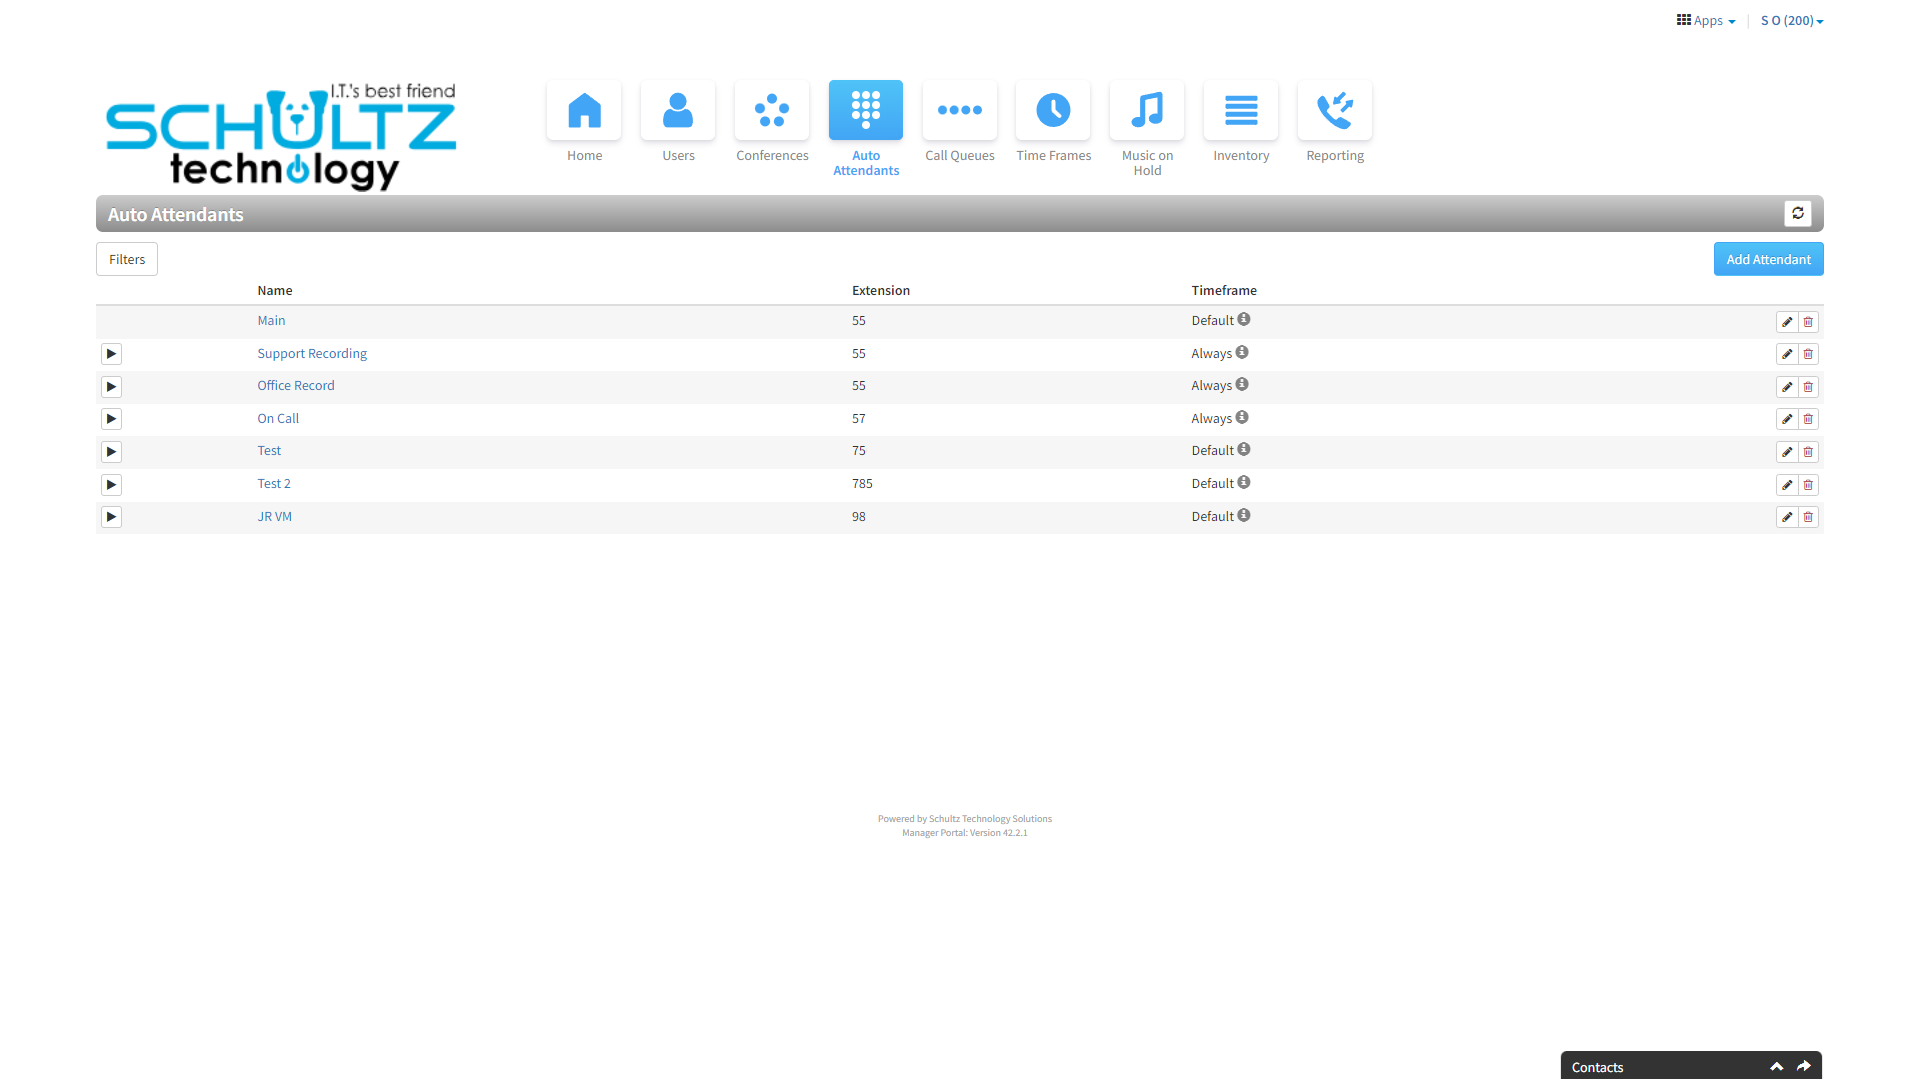 Apps
S O (200)
I.T.'s best friend
SCHULTZ
technology
Home
Users
Conferences
Auto Attendants
Call Queues
Time Frames
Music on Hold
Inventory
Reporting
Auto Attendants
Filters
Add Attendant
Name Extension Timeframe
Main 55 Default
Support Recording 55 Always
Office Record 55 Always
On Call 57 Always
Test 75 Default
Test 2 785 Default
JR VM 98 Default
Powered by Schultz Technology Solutions
Manager Portal: Version 42.2.1
Contacts